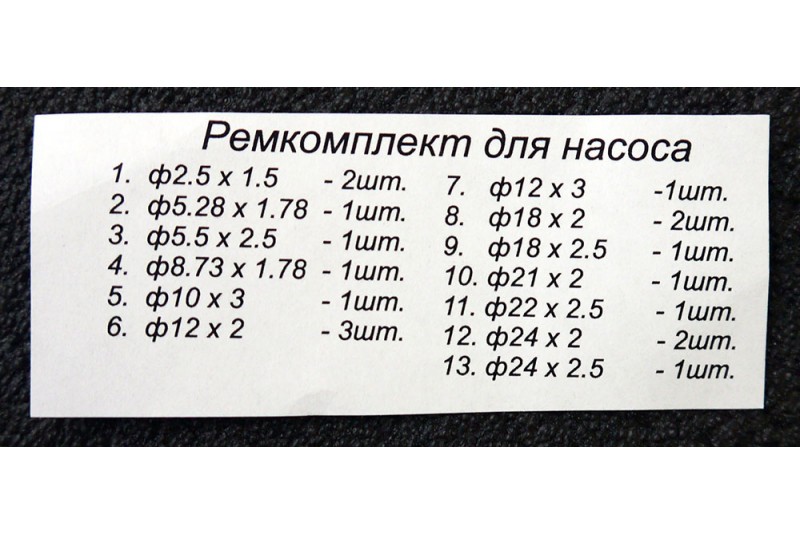 Ремкомплект для насоса
1. ф2.5 x 1.5 - 2шт.
2. ф5.28 x 1.78 - 1шт.
3. ф5.5 x 2.5 - 1шт.
4. ф8.73 x 1.78 - 1шт.
5. ф10 x 3 - 1шт.
6. ф12 x 2 - 3шт.
7. ф12 x 3 -1шт.
8. ф18 x 2 - 2шт.
9. ф18 x 2.5 - 1шт.
10. ф21 x 2 - 1шт.
11. ф22 x 2.5 - 1шт.
12. ф24 x 2 - 2шт.
13. ф24 x 2.5 - 1шт.